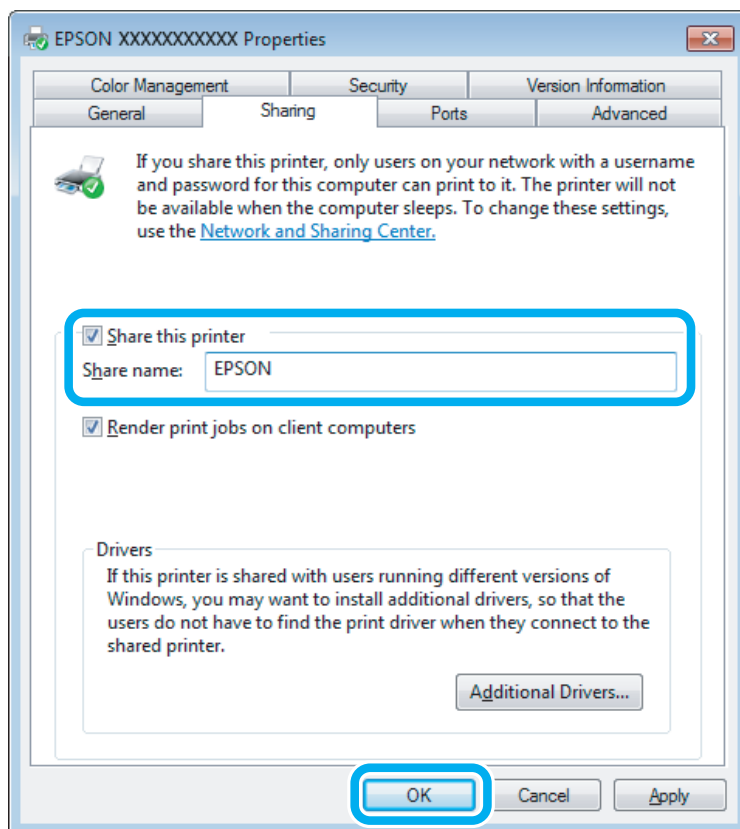 EPSON XXXXXXXXXXX Properties
Color Management Security Version Information
General Sharing Ports Advanced
If you share this printer, only users on your network with a username
and password for this computer can print to it. The printer will not
be available when the computer sleeps. To change these settings,
use the Network and Sharing Center.
Share this printer
Share name: EPSON
Render print jobs on client computers
Drivers
If this printer is shared with users running different versions of
Windows, you may want to install additional drivers, so that the
users do not have to find the print driver when they connect to the
shared printer.
Additional Drivers...
OK Cancel Apply